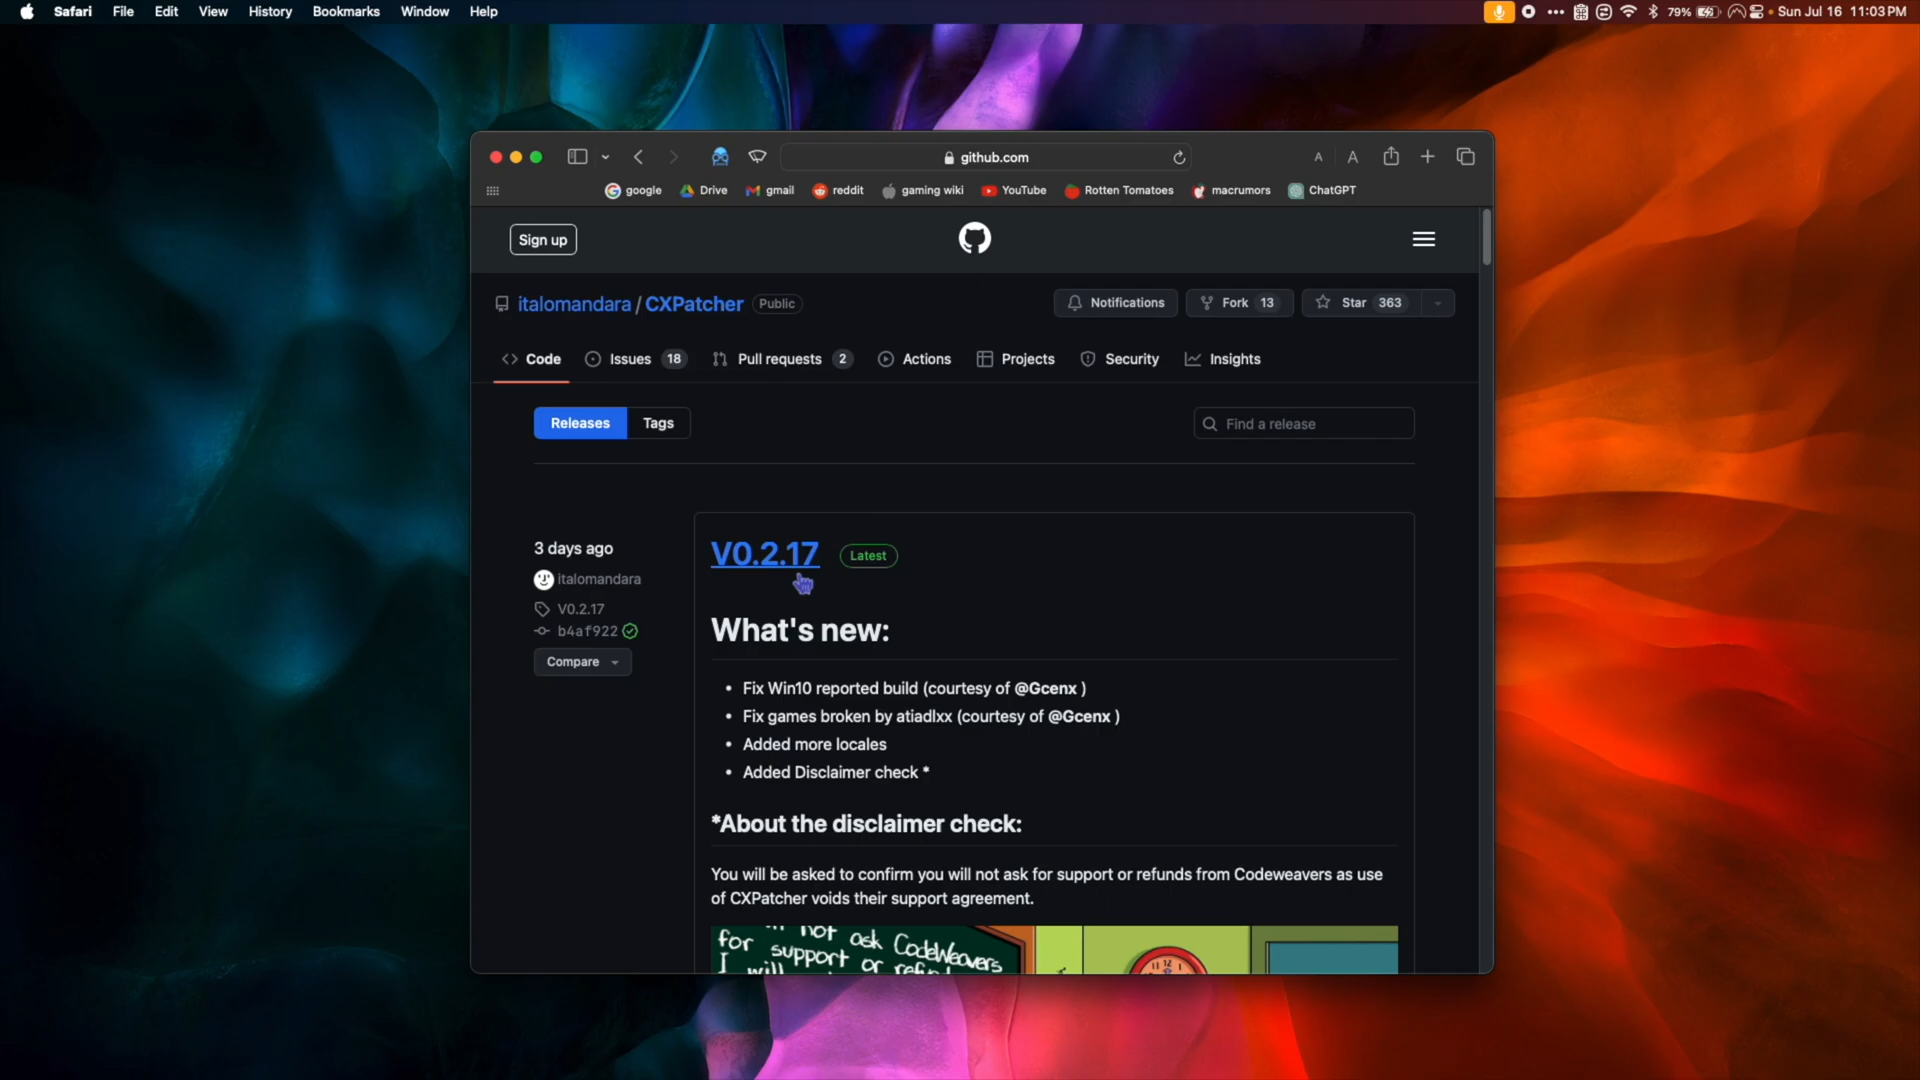 Safari File Edit View History Bookmarks Window Help 79% Sun Jul 16 11:03 PM
github.com A A
google Drive gmail reddit gaming wiki YouTube Rotten Tomatoes macrumors ChatGPT
Sign up
italomandara / CXPatcher Public Notifications Fork 13 Star 363
Code Issues 18 Pull requests 2 Actions Projects Security Insights
Releases Tags Find a release
3 days ago
italomandara
V0.2.17
b4af922
Compare
V0.2.17 Latest
What's new:
• Fix Win10 reported build (courtesy of @Gcenx )
• Fix games broken by atiadlxx (courtesy of @Gcenx )
• Added more locales
• Added Disclaimer check *
*About the disclaimer check:
You will be asked to confirm you will not ask for support or refunds from Codeweavers as use
of CXPatcher voids their support agreement.
not ask CodeWeavers
for support or
I will
11 12 1